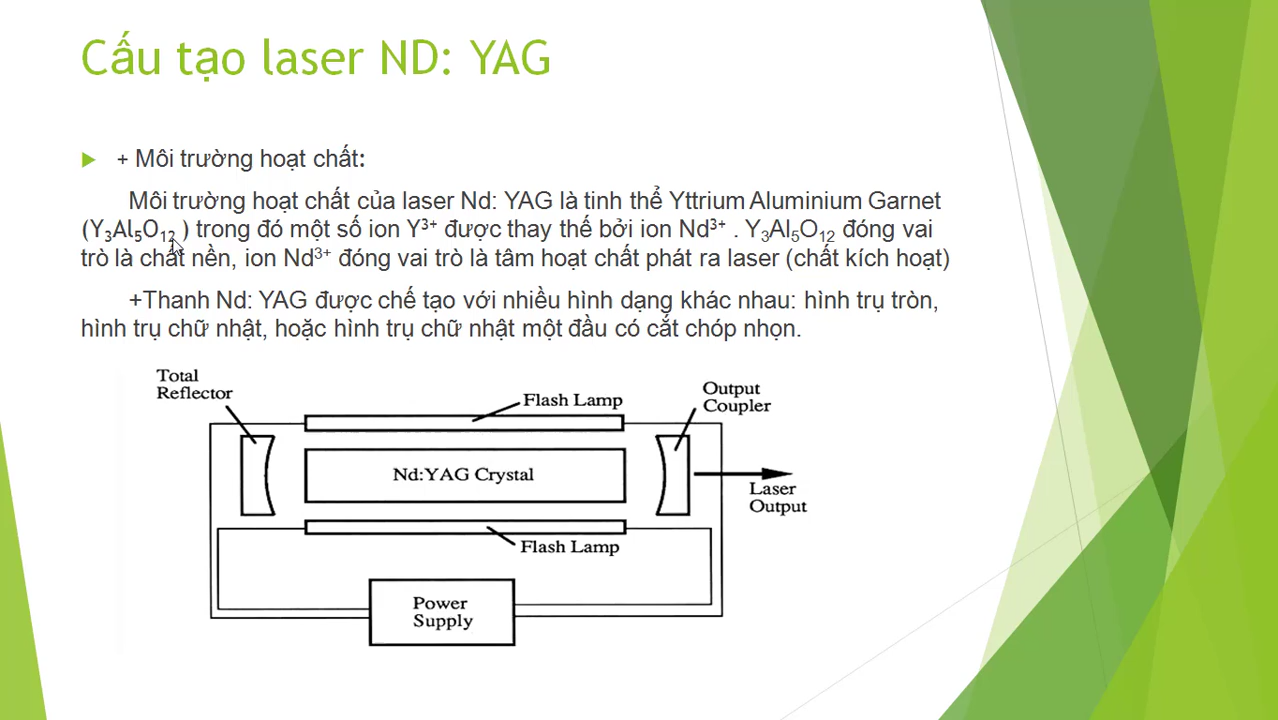 Cấu tạo laser ND: YAG
+ Môi trường hoạt chất:
Môi trường hoạt chất của laser Nd: YAG là tinh thể Yttrium Aluminium Garnet
(Y₃Al₅O₁₂ ) trong đó một số ion Y³⁺ được thay thế bởi ion Nd³⁺ . Y₃Al₅O₁₂ đóng vai
trò là chất nền, ion Nd³⁺ đóng vai trò là tâm hoạt chất phát ra laser (chất kích hoạt)
+Thanh Nd: YAG được chế tạo với nhiều hình dạng khác nhau: hình trụ tròn,
hình trụ chữ nhật, hoặc hình trụ chữ nhật một đầu có cắt chóp nhọn.
Total
Reflector
Flash Lamp
Output
Coupler
Nd:YAG Crystal
Laser
Output
Flash Lamp
Power
Supply